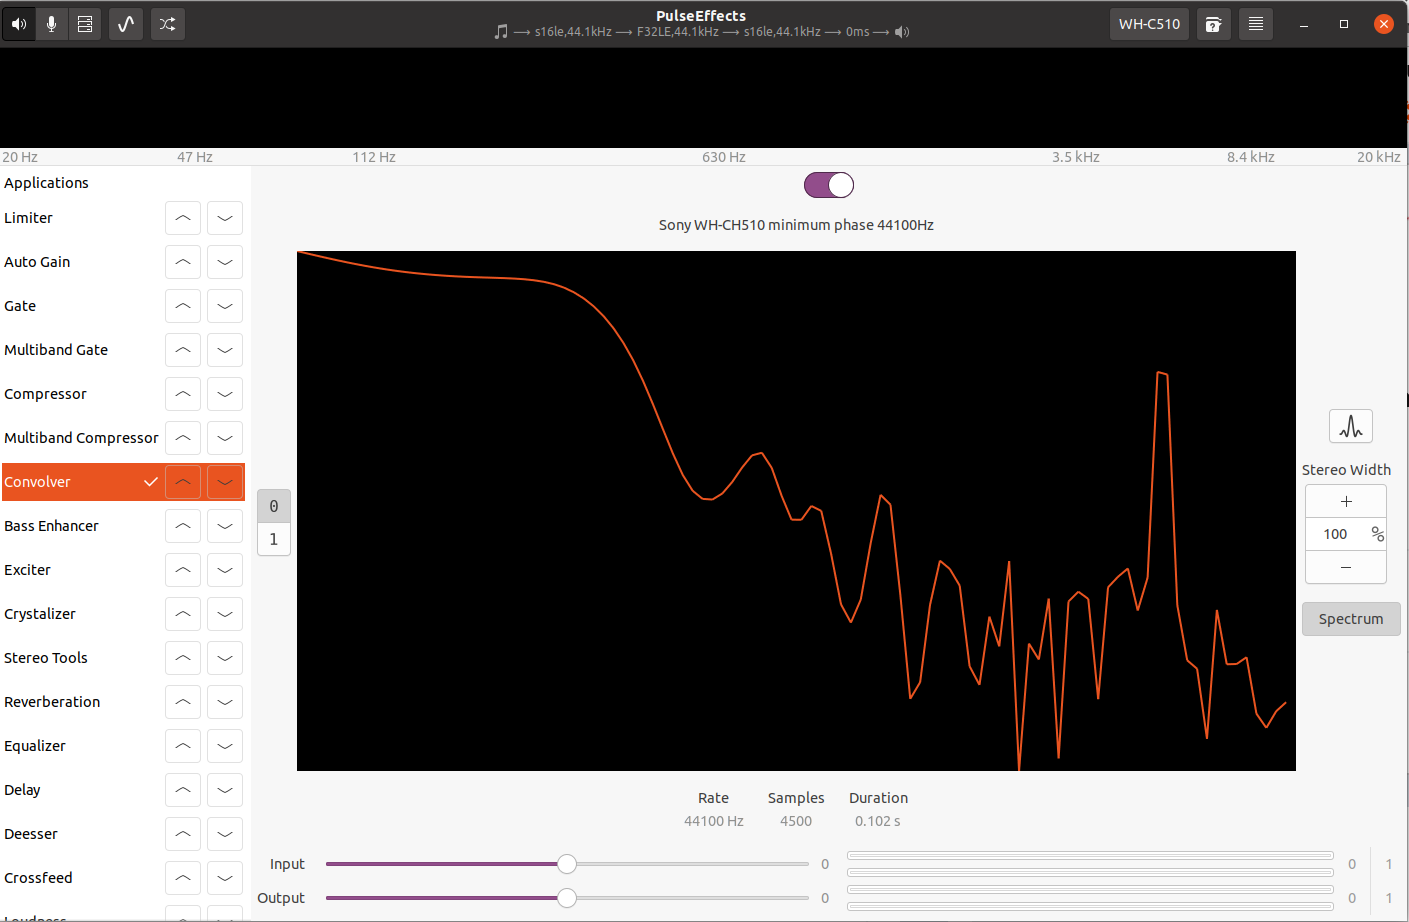 PulseEffects
s16le,44.1kHz ⟶ F32LE,44.1kHz ⟶ s16le,44.1kHz ⟶ 0ms ⟶
WH-C510
20 Hz 47 Hz 112 Hz 630 Hz 3.5 kHz 8.4 kHz 20 kHz
Applications
Limiter
Auto Gain
Gate
Multiband Gate
Compressor
Multiband Compressor
Convolver
Bass Enhancer
Exciter
Crystalizer
Stereo Tools
Reverberation
Equalizer
Delay
Deesser
Crossfeed
Loudness
Sony WH-CH510 minimum phase 44100Hz
0
1
Stereo Width
+
100 %
−
Spectrum
Rate Samples Duration
44100 Hz 4500 0.102 s
Input 0 0 1
Output 0 0 1